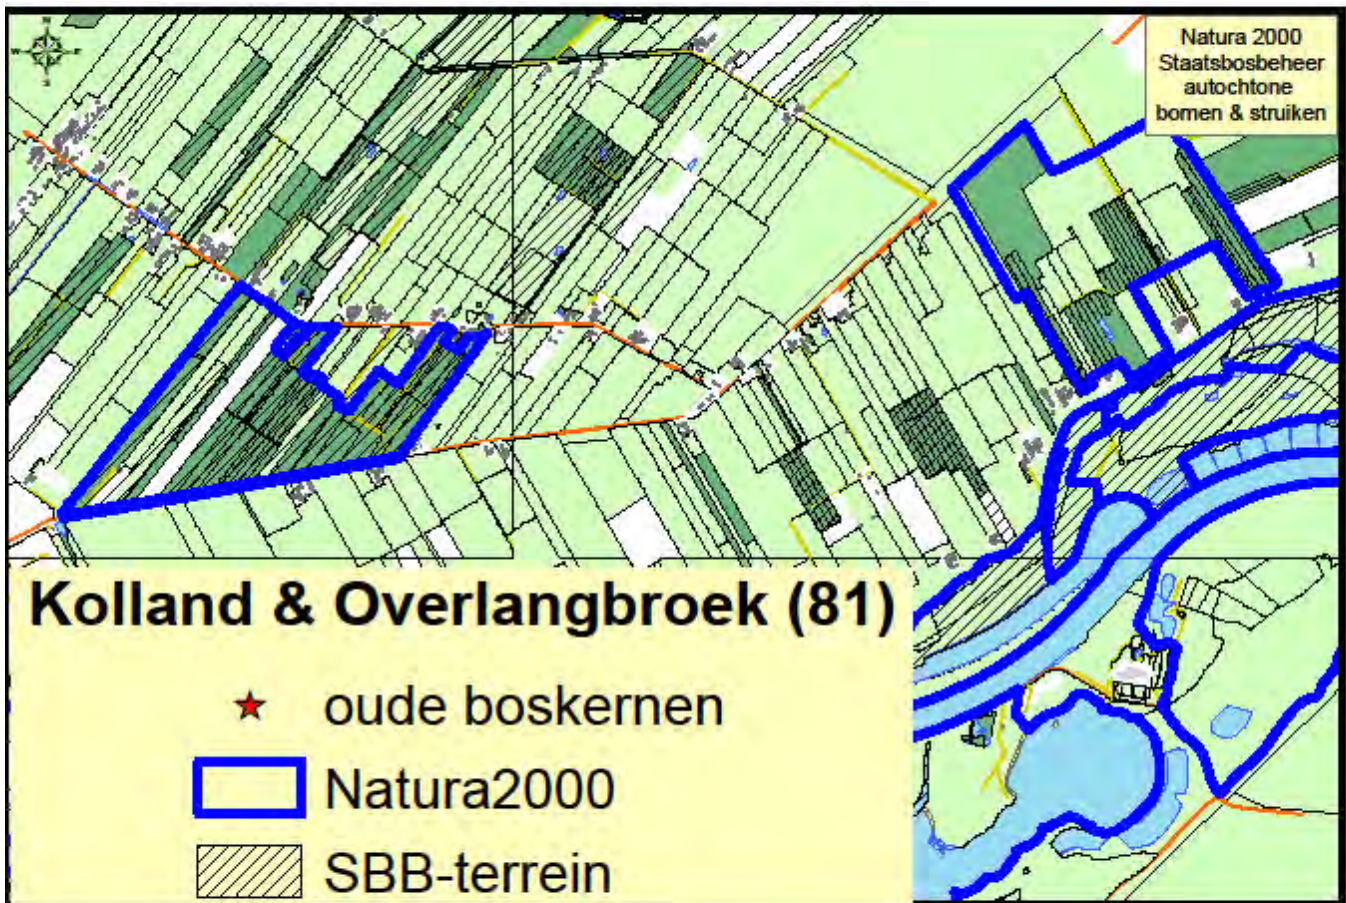 Natura 2000
Staatsbosbeheer
autochtone
bomen & struiken
Kolland & Overlangbroek (81)
oude boskernen
Natura2000
SBB-terrein